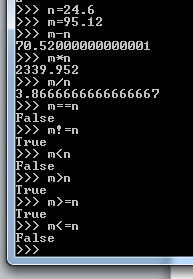 >>> n=24.6
>>> m=95.12
>>> m-n
70.52000000000001
>>> m*n
2339.952
>>> m/n
3.8666666666666667
>>> m==n
False
>>> m!=n
True
>>> m<n
False
>>> m>n
True
>>> m>=n
True
>>> m<=n
False
>>>